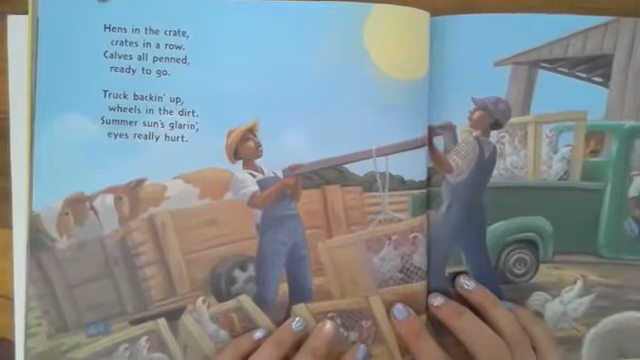 Hens in the crate,
crates in a row.
Calves all penned,
ready to go.
Truck backin' up,
wheels in the dirt.
Summer sun's glarin',
eyes really hurt.